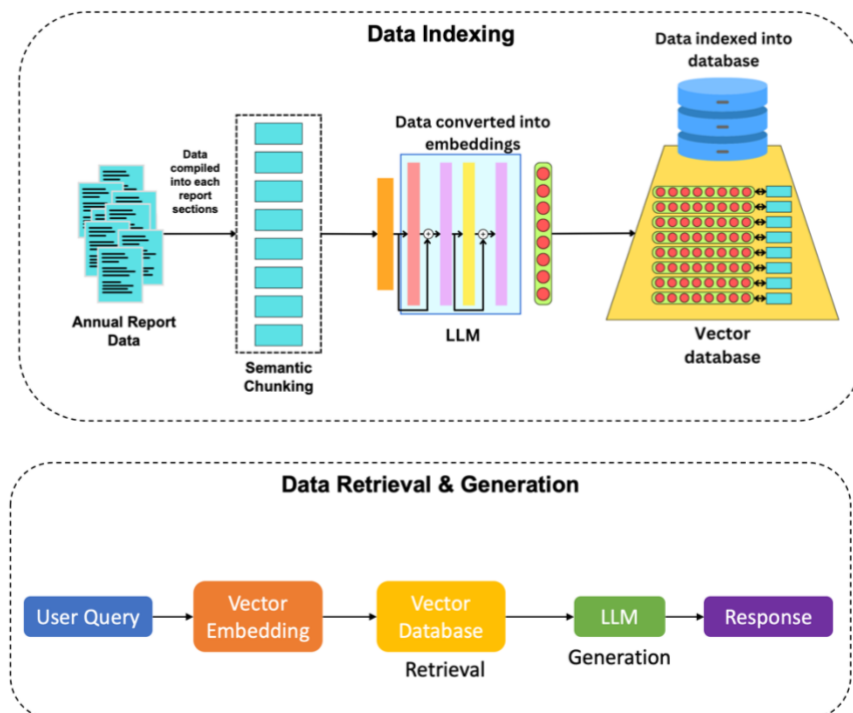 Data Indexing
Data indexed into
database
Data converted into
embeddings
Data
compiled
into each
report
sections
Annual Report
Data
Semantic
Chunking
LLM
Vector
database
Data Retrieval & Generation
User Query
Vector
Embedding
Vector
Database
LLM
Response
Retrieval
Generation